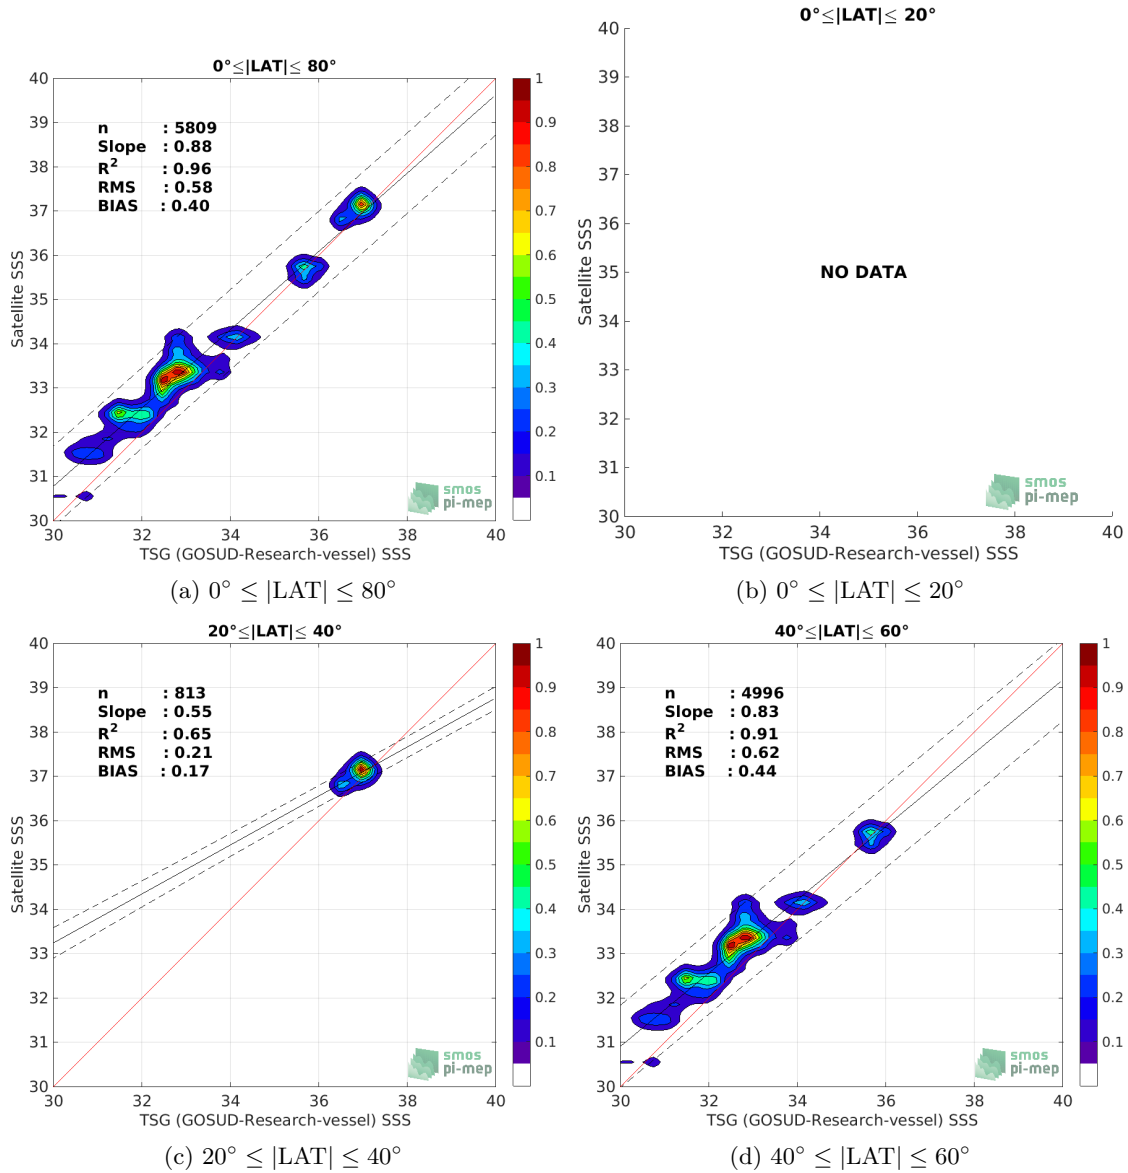 0°≤|LAT|≤ 80°
40
39
38
37
36
35
34
33
32
31
30
Satellite SSS
n : 5809
Slope : 0.88
R² : 0.96
RMS : 0.58
BIAS : 0.40
1
0.9
0.8
0.7
0.6
0.5
0.4
0.3
0.2
0.1
smos
pi-mep
30 32 34 36 38 40
TSG (GOSUD-Research-vessel) SSS
(a) 0° ≤ |LAT| ≤ 80°
0°≤|LAT|≤ 20°
40
39
38
37
36
35
34
33
32
31
30
Satellite SSS
NO DATA
smos
pi-mep
30 32 34 36 38 40
TSG (GOSUD-Research-vessel) SSS
(b) 0° ≤ |LAT| ≤ 20°
20°≤|LAT|≤ 40°
40
39
38
37
36
35
34
33
32
31
30
Satellite SSS
n : 813
Slope : 0.55
R² : 0.65
RMS : 0.21
BIAS : 0.17
1
0.9
0.8
0.7
0.6
0.5
0.4
0.3
0.2
0.1
smos
pi-mep
30 32 34 36 38 40
TSG (GOSUD-Research-vessel) SSS
(c) 20° ≤ |LAT| ≤ 40°
40°≤|LAT|≤ 60°
40
39
38
37
36
35
34
33
32
31
30
Satellite SSS
n : 4996
Slope : 0.83
R² : 0.91
RMS : 0.62
BIAS : 0.44
1
0.9
0.8
0.7
0.6
0.5
0.4
0.3
0.2
0.1
smos
pi-mep
30 32 34 36 38 40
TSG (GOSUD-Research-vessel) SSS
(d) 40° ≤ |LAT| ≤ 60°